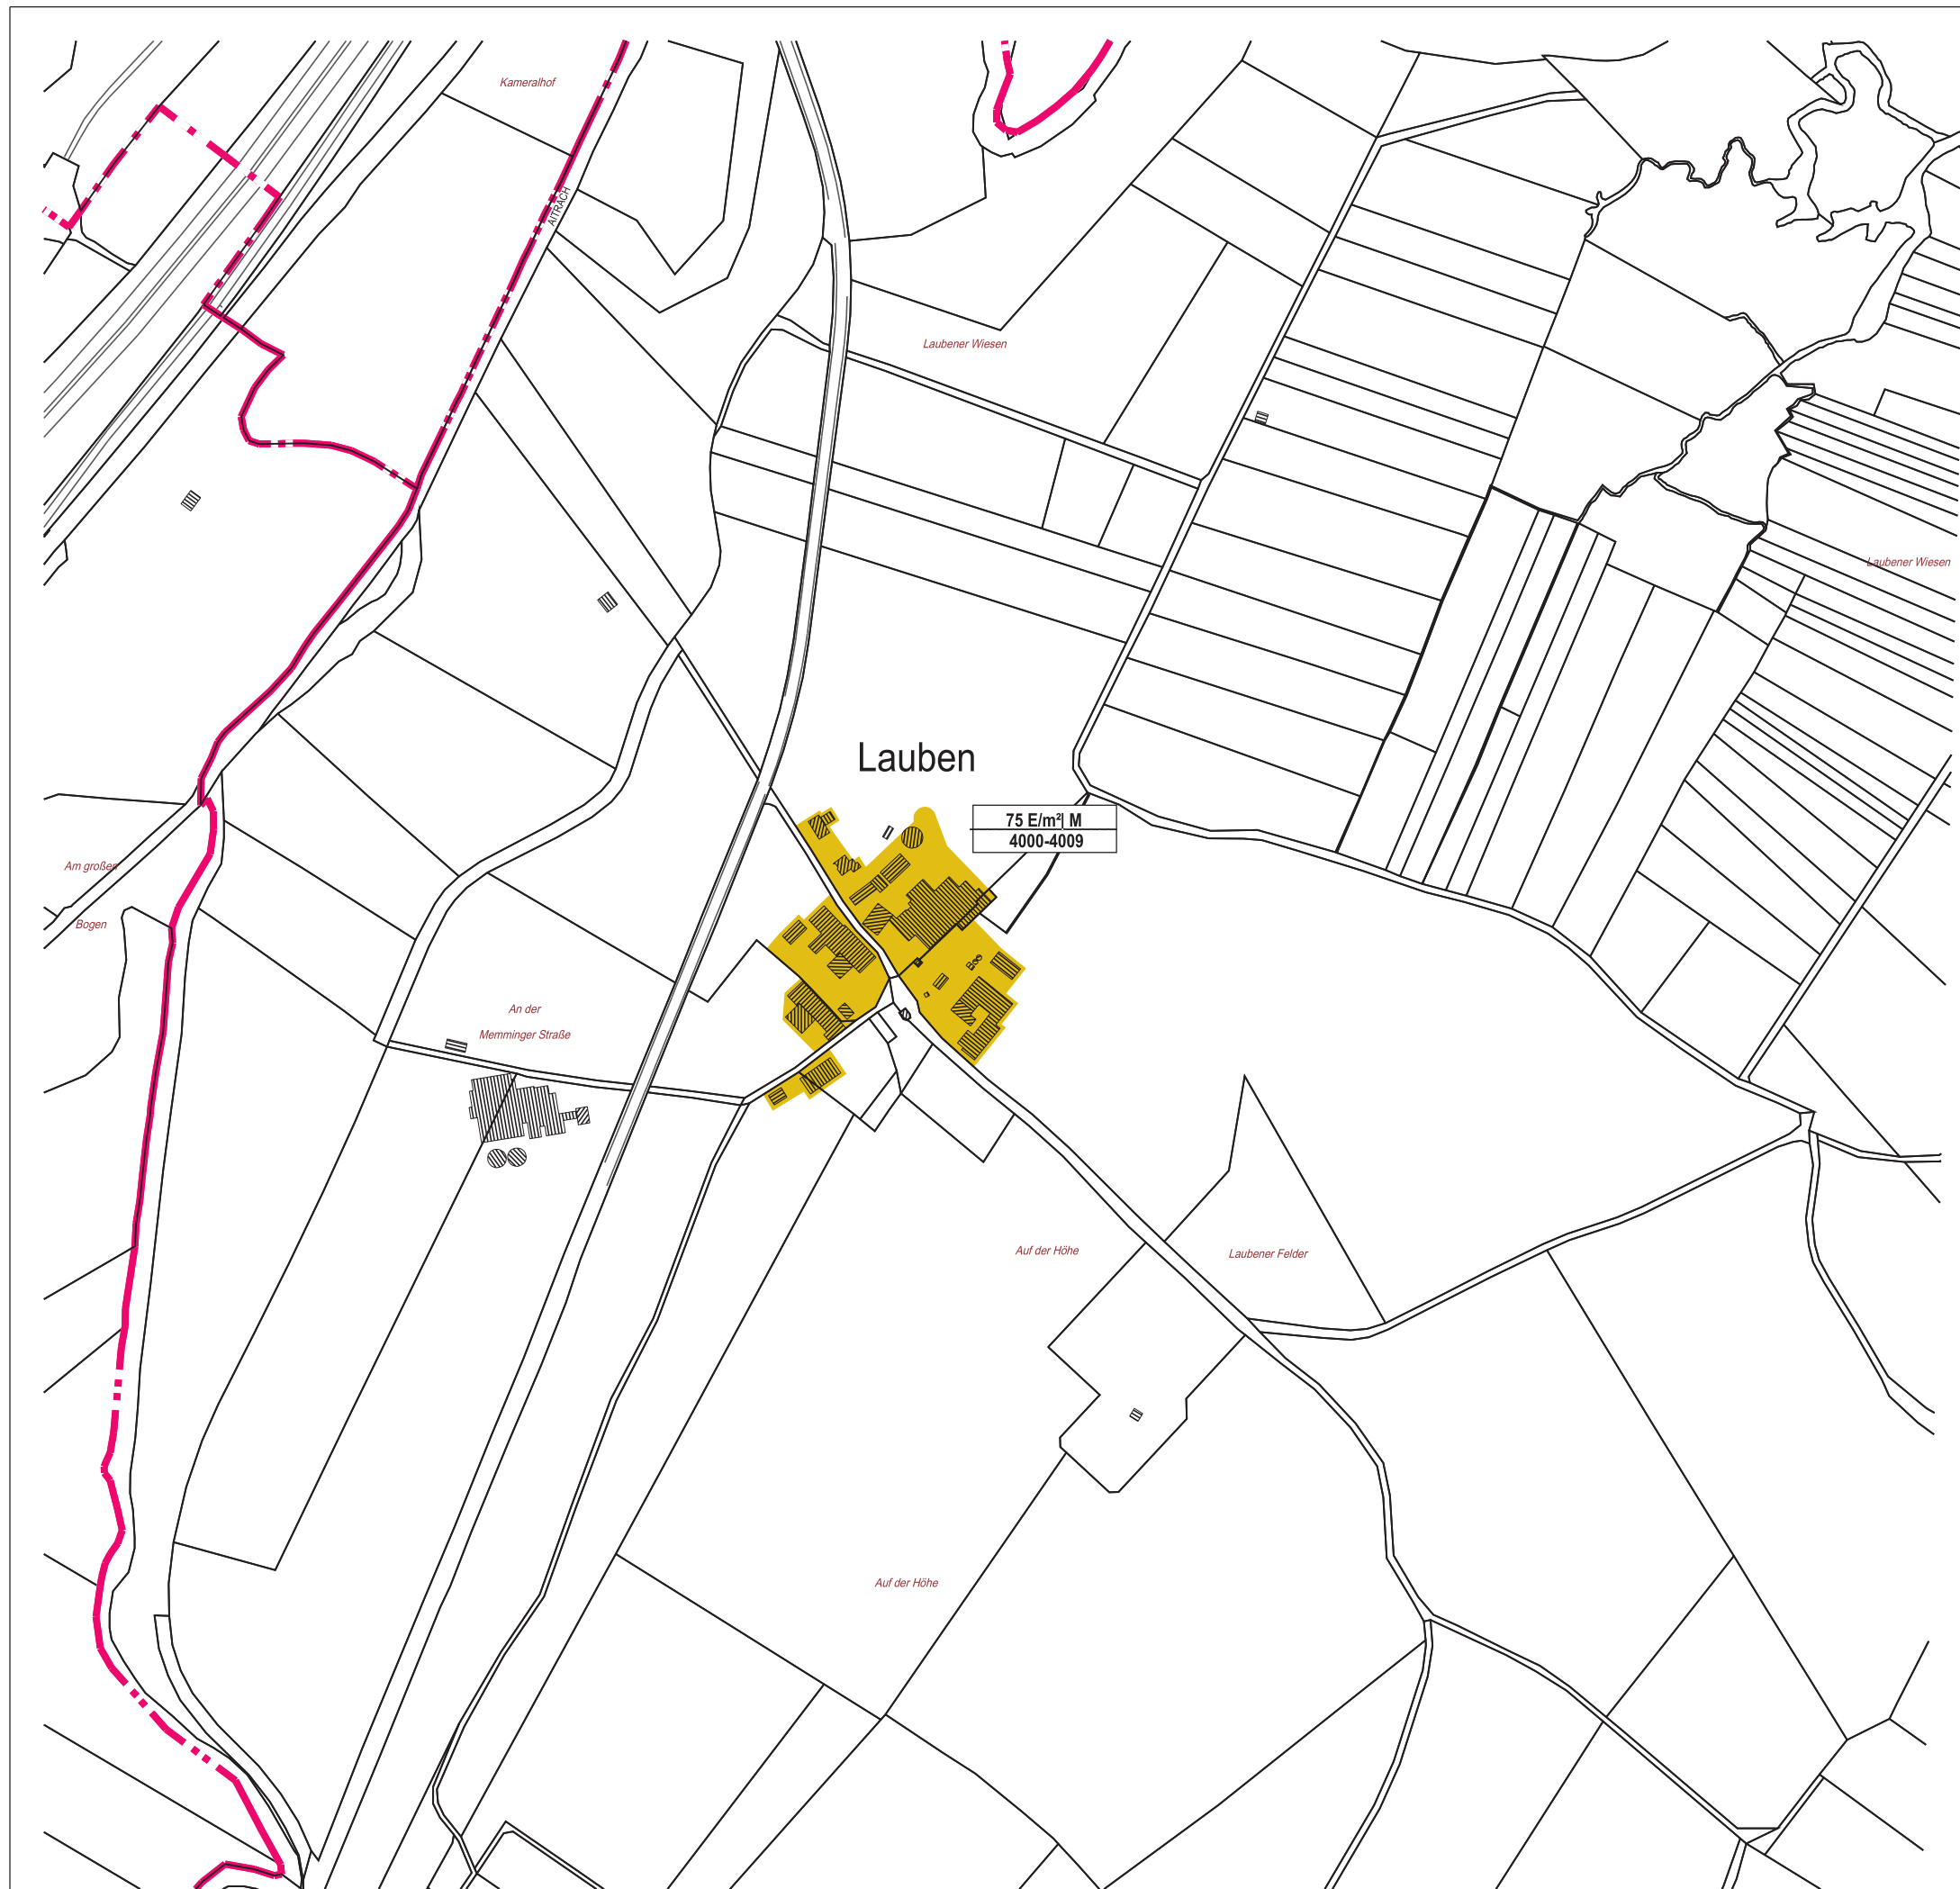 Kameralhof
AITRACH
Laubener Wiesen
Laubener Wiesen
Lauben
75 E/m²| M
4000-4009
Am großen
Bogen
An der
Memminger Straße
Auf der Höhe
Laubener Felder
Auf der Höhe